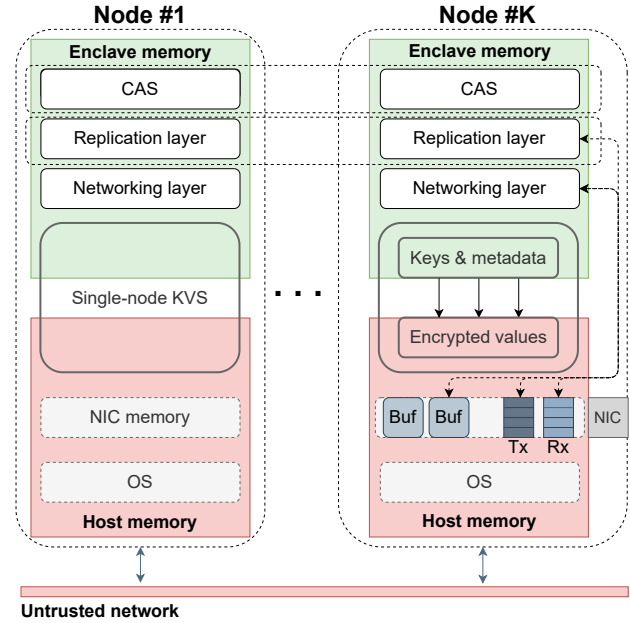 Node #1
Enclave memory
CAS
Replication layer
Networking layer
Single-node KVS
NIC memory
OS
Host memory
. . .
Node #K
Enclave memory
CAS
Replication layer
Networking layer
Keys & metadata
Encrypted values
Buf Buf NIC
Tx Rx
OS
Host memory
Untrusted network